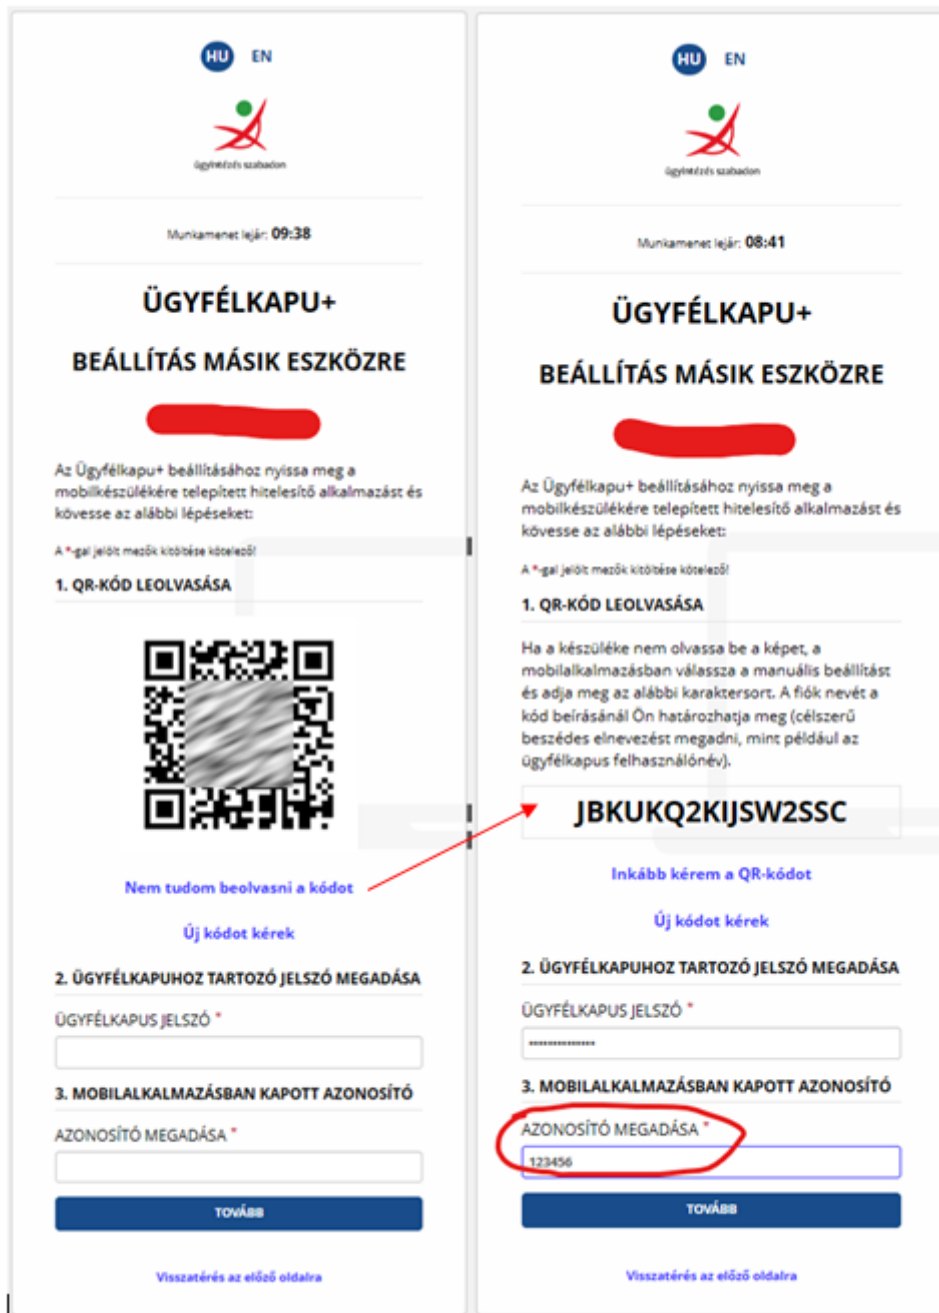 HU EN
ügyintézés szabadon
Munkamenet lejár: 09:38
ÜGYFÉLKAPU+
BEÁLLÍTÁS MÁSIK ESZKÖZRE
Az Ügyfélkapu+ beállításához nyissa meg a
mobilkészülékére telepített hitelesítő alkalmazást és
kövesse az alábbi lépéseket:
A *-gal jelölt mezők kitöltése kötelező!
1. QR-KÓD LEOLVASÁSA
Nem tudom beolvasni a kódot
Új kódot kérek
2. ÜGYFÉLKAPUHOZ TARTOZÓ JELSZÓ MEGADÁSA
ÜGYFÉLKAPUS JELSZÓ *
3. MOBILALKALMAZÁSBAN KAPOTT AZONOSÍTÓ
AZONOSÍTÓ MEGADÁSA *
TOVÁBB
Visszatérés az előző oldalra
HU EN
ügyintézés szabadon
Munkamenet lejár: 08:41
ÜGYFÉLKAPU+
BEÁLLÍTÁS MÁSIK ESZKÖZRE
Az Ügyfélkapu+ beállításához nyissa meg a
mobilkészülékére telepített hitelesítő alkalmazást és
kövesse az alábbi lépéseket:
A *-gal jelölt mezők kitöltése kötelező!
1. QR-KÓD LEOLVASÁSA
Ha a készüléke nem olvassa be a képet, a
mobilalkalmazásban válassza a manuális beállítást
és adja meg az alábbi karaktersort. A fiók nevét a
kód beírásánál Ön határozhatja meg (célszerű
beszédes elnevezést megadni, mint például az
ügyfélkapus felhasználónév).
JBKUKQ2KIJSW2SSC
Inkább kérem a QR-kódot
Új kódot kérek
2. ÜGYFÉLKAPUHOZ TARTOZÓ JELSZÓ MEGADÁSA
ÜGYFÉLKAPUS JELSZÓ *
3. MOBILALKALMAZÁSBAN KAPOTT AZONOSÍTÓ
AZONOSÍTÓ MEGADÁSA *
123456
TOVÁBB
Visszatérés az előző oldalra